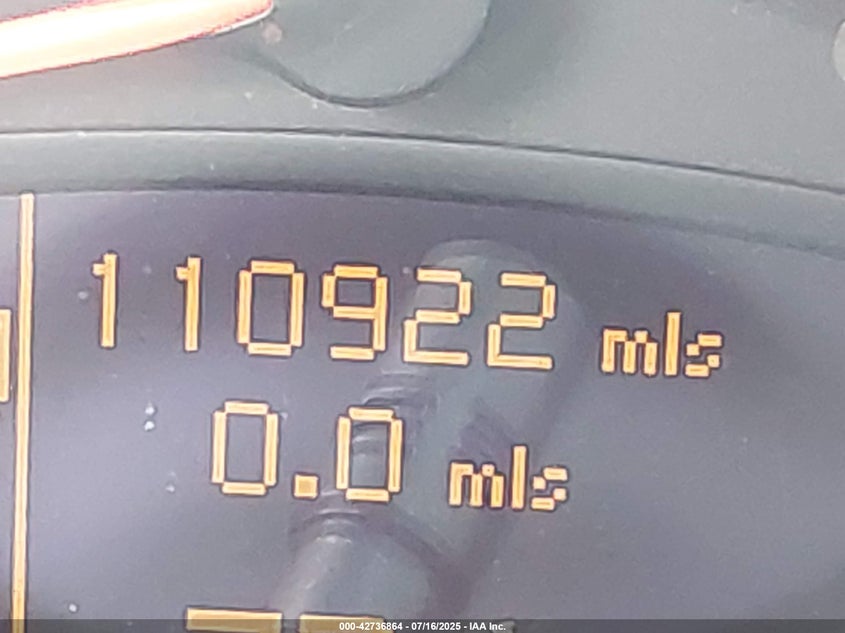 110922 mls
0.0 mls
000-42736864 - 07/16/2025 - IAA Inc.